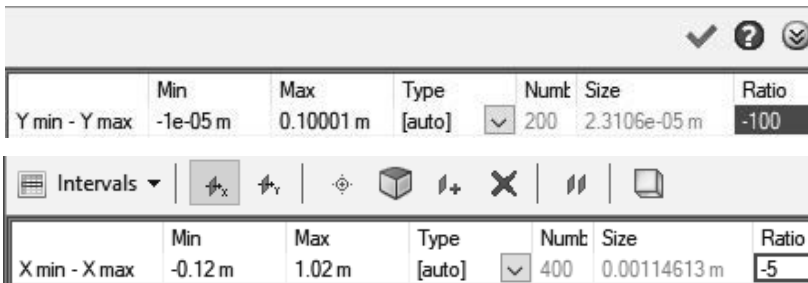 Min Max Type Numb Size Ratio
Y min - Y max -1e-05 m 0.10001 m [auto] 200 2.3106e-05 m -100
Intervals
X Y
Min Max Type Numb Size Ratio
X min - X max -0.12 m 1.02 m [auto] 400 0.00114613 m -5